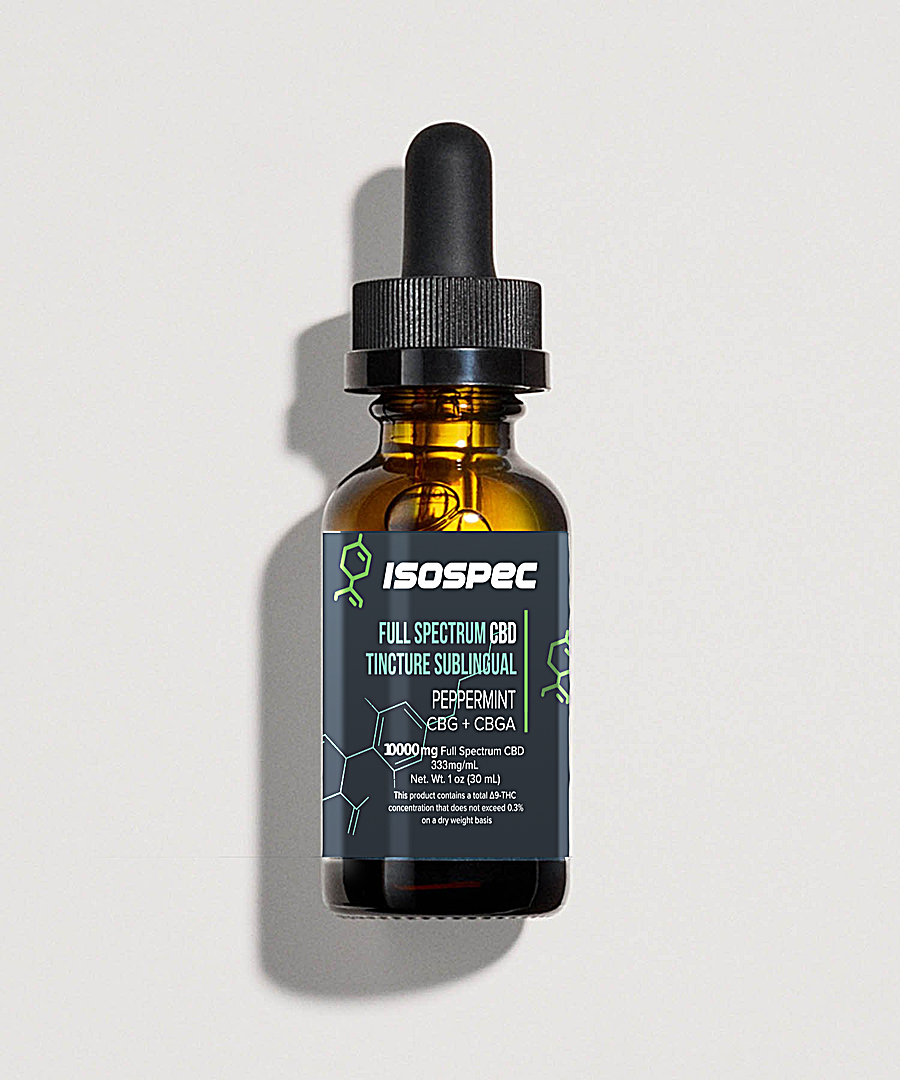 ISOSPEC
FULL SPECTRUM CBD
TINCTURE SUBLINGUAL
PEPPERMINT
CBG + CBGA
10000mg Full Spectrum CBD
333mg/mL
Net. Wt. 1 oz (30 mL)
This product contains a total Δ9-THC
concentration that does not exceed 0.3%
on a dry weight basis